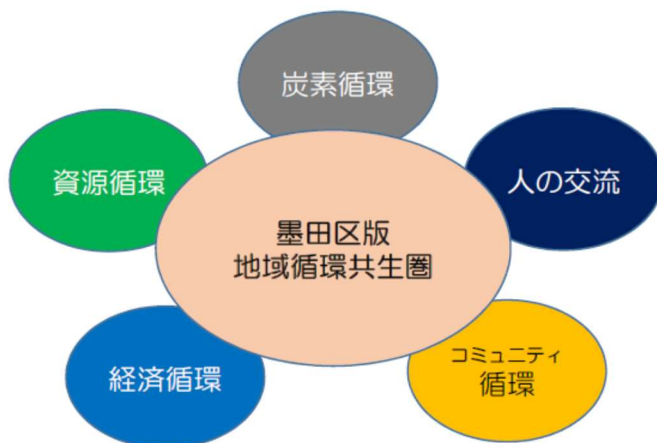 炭素循環
資源循環
人の交流
墨田区版
地域循環共生圏
経済循環
コミュニティ
循環